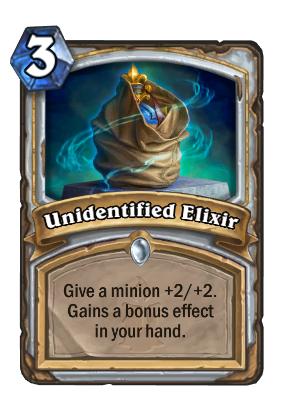 3
Unidentified Elixir
Give a minion +2/+2.
Gains a bonus effect
in your hand.